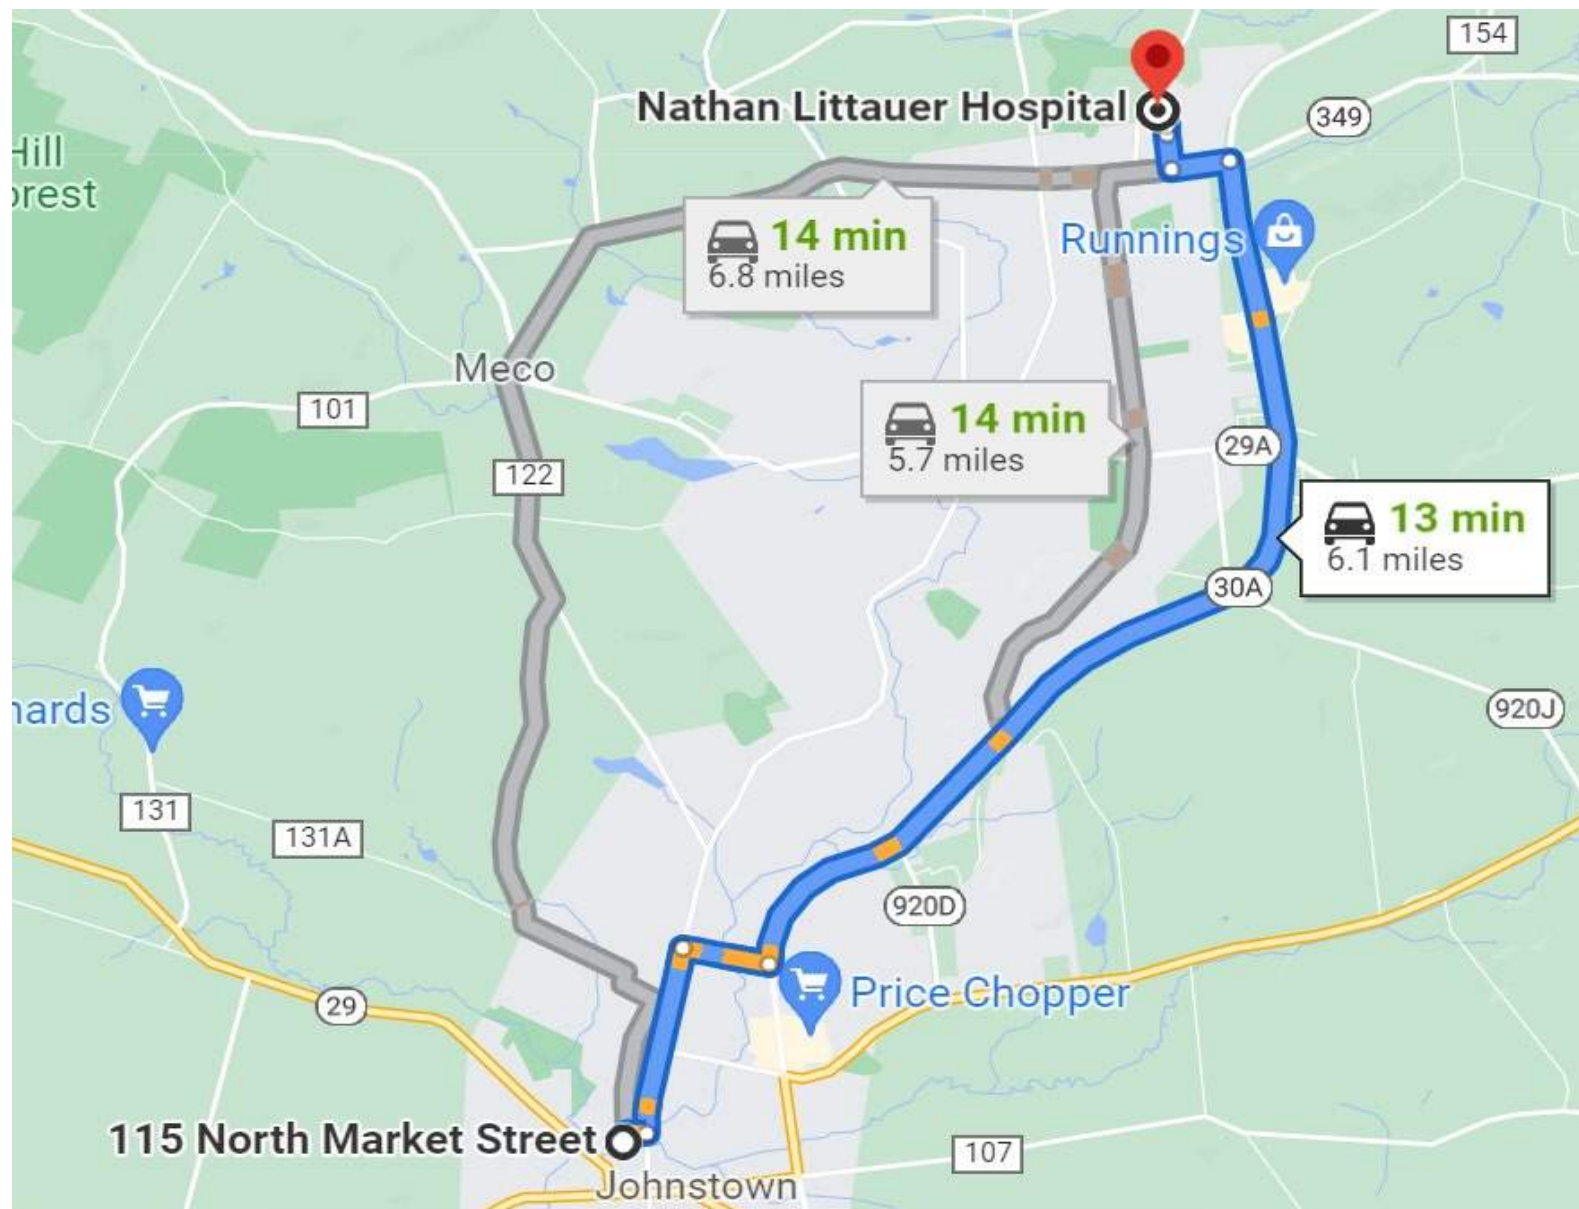 154
Nathan Littauer Hospital
349
Hill
orest
Runnings
14 min
6.8 miles
Meco
101
14 min
5.7 miles
29A
122
13 min
6.1 miles
30A
hards
920J
131
131A
920D
Price Chopper
29
115 North Market Street
107
Johnstown